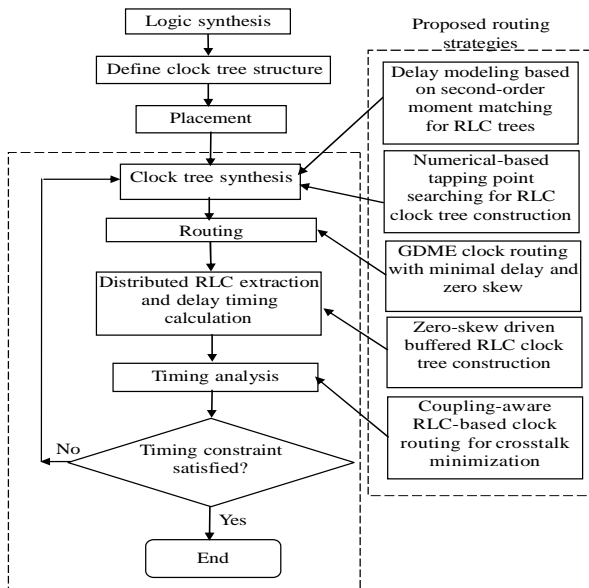 Logic synthesis
Define clock tree structure
Placement
Clock tree synthesis
Routing
Distributed RLC extraction
and delay timing
calculation
Timing analysis
Timing constraint
satisfied?
No
Yes
End
Proposed routing
strategies
Delay modeling based
on second-order
moment matching
for RLC trees
Numerical-based
tapping point
searching for RLC
clock tree construction
GDME clock routing
with minimal delay and
zero skew
Zero-skew driven
buffered RLC clock
tree construction
Coupling-aware
RLC-based clock
routing for crosstalk
minimization